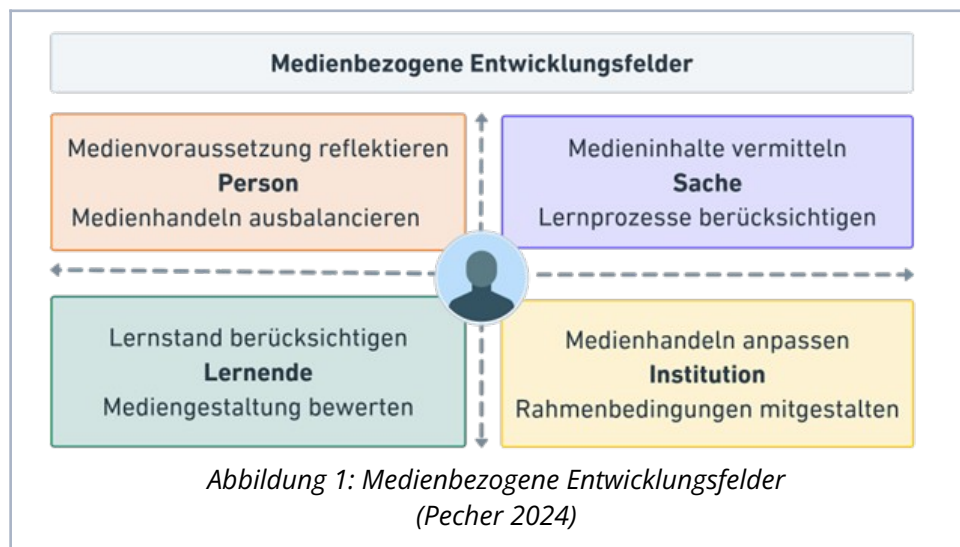 Medienbezogene Entwicklungsfelder
Medienvoraussetzung reflektieren
Person
Medienhandeln ausbalancieren
Medieninhalte vermitteln
Sache
Lernprozesse berücksichtigen
Lernstand berücksichtigen
Lernende
Mediengestaltung bewerten
Medienhandeln anpassen
Institution
Rahmenbedingungen mitgestalten
Abbildung 1: Medienbezogene Entwicklungsfelder
(Pecher 2024)